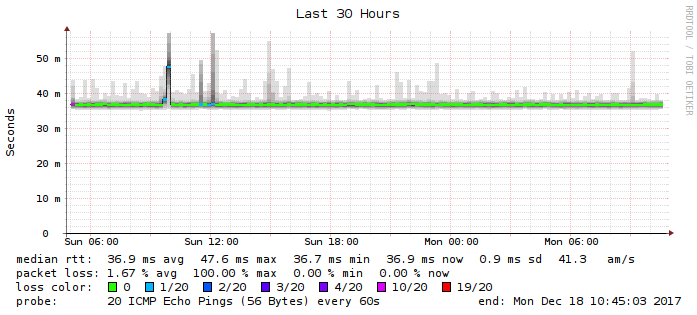 Last 30 Hours
RRDTOOL / TOBI OETIKER
Seconds
50 m
40 m
30 m
20 m
10 m
0
Sun 06:00 Sun 12:00 Sun 18:00 Mon 00:00 Mon 06:00
median rtt: 36.9 ms avg 47.6 ms max 36.7 ms min 36.9 ms now 0.9 ms sd 41.3 am/s
packet loss: 1.67 % avg 100.00 % max 0.00 % min 0.00 % now
loss color: 0 1/20 2/20 3/20 4/20 10/20 19/20
probe: 20 ICMP Echo Pings (56 Bytes) every 60s end: Mon Dec 18 10:45:03 2017